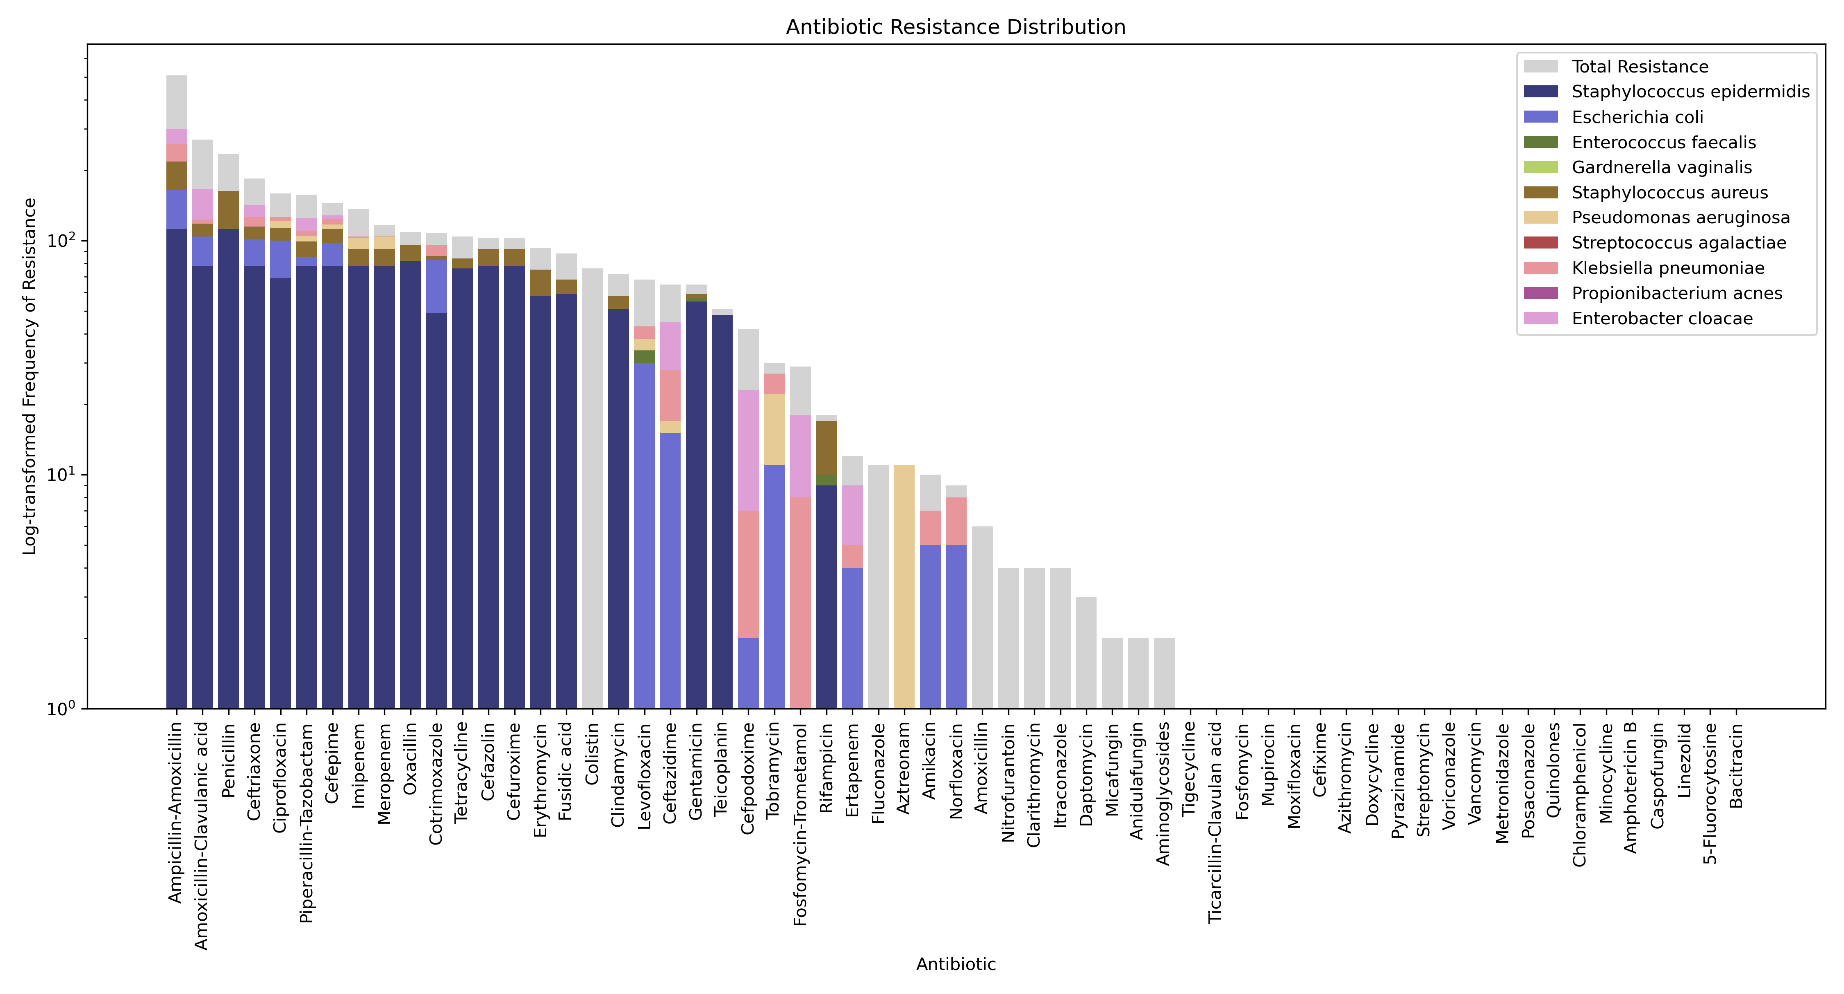 Antibiotic Resistance Distribution
Total Resistance
Staphylococcus epidermidis
Escherichia coli
Enterococcus faecalis
Gardnerella vaginalis
Staphylococcus aureus
Pseudomonas aeruginosa
Streptococcus agalactiae
Klebsiella pneumoniae
Propionibacterium acnes
Enterobacter cloacae
Log-transformed Frequency of Resistance
10²
10¹
10⁰
Ampicillin-Amoxicillin
Amoxicillin-Clavulanic acid
Penicillin
Ceftriaxone
Ciprofloxacin
Piperacillin-Tazobactam
Cefepime
Imipenem
Meropenem
Oxacillin
Cotrimoxazole
Tetracycline
Cefazolin
Cefuroxime
Erythromycin
Fusidic acid
Colistin
Clindamycin
Levofloxacin
Ceftazidime
Gentamicin
Teicoplanin
Cefpodoxime
Tobramycin
Fosfomycin-Trometamol
Rifampicin
Ertapenem
Fluconazole
Aztreonam
Amikacin
Norfloxacin
Amoxicillin
Nitrofurantoin
Clarithromycin
Itraconazole
Daptomycin
Micafungin
Anidulafungin
Aminoglycosides
Tigecycline
Ticarcillin-Clavulan acid
Fosfomycin
Mupirocin
Moxifloxacin
Cefixime
Azithromycin
Doxycycline
Pyrazinamide
Streptomycin
Voriconazole
Vancomycin
Metronidazole
Posaconazole
Quinolones
Chloramphenicol
Minocycline
Amphotericin B
Caspofungin
Linezolid
5-Fluorocytosine
Bacitracin
Antibiotic